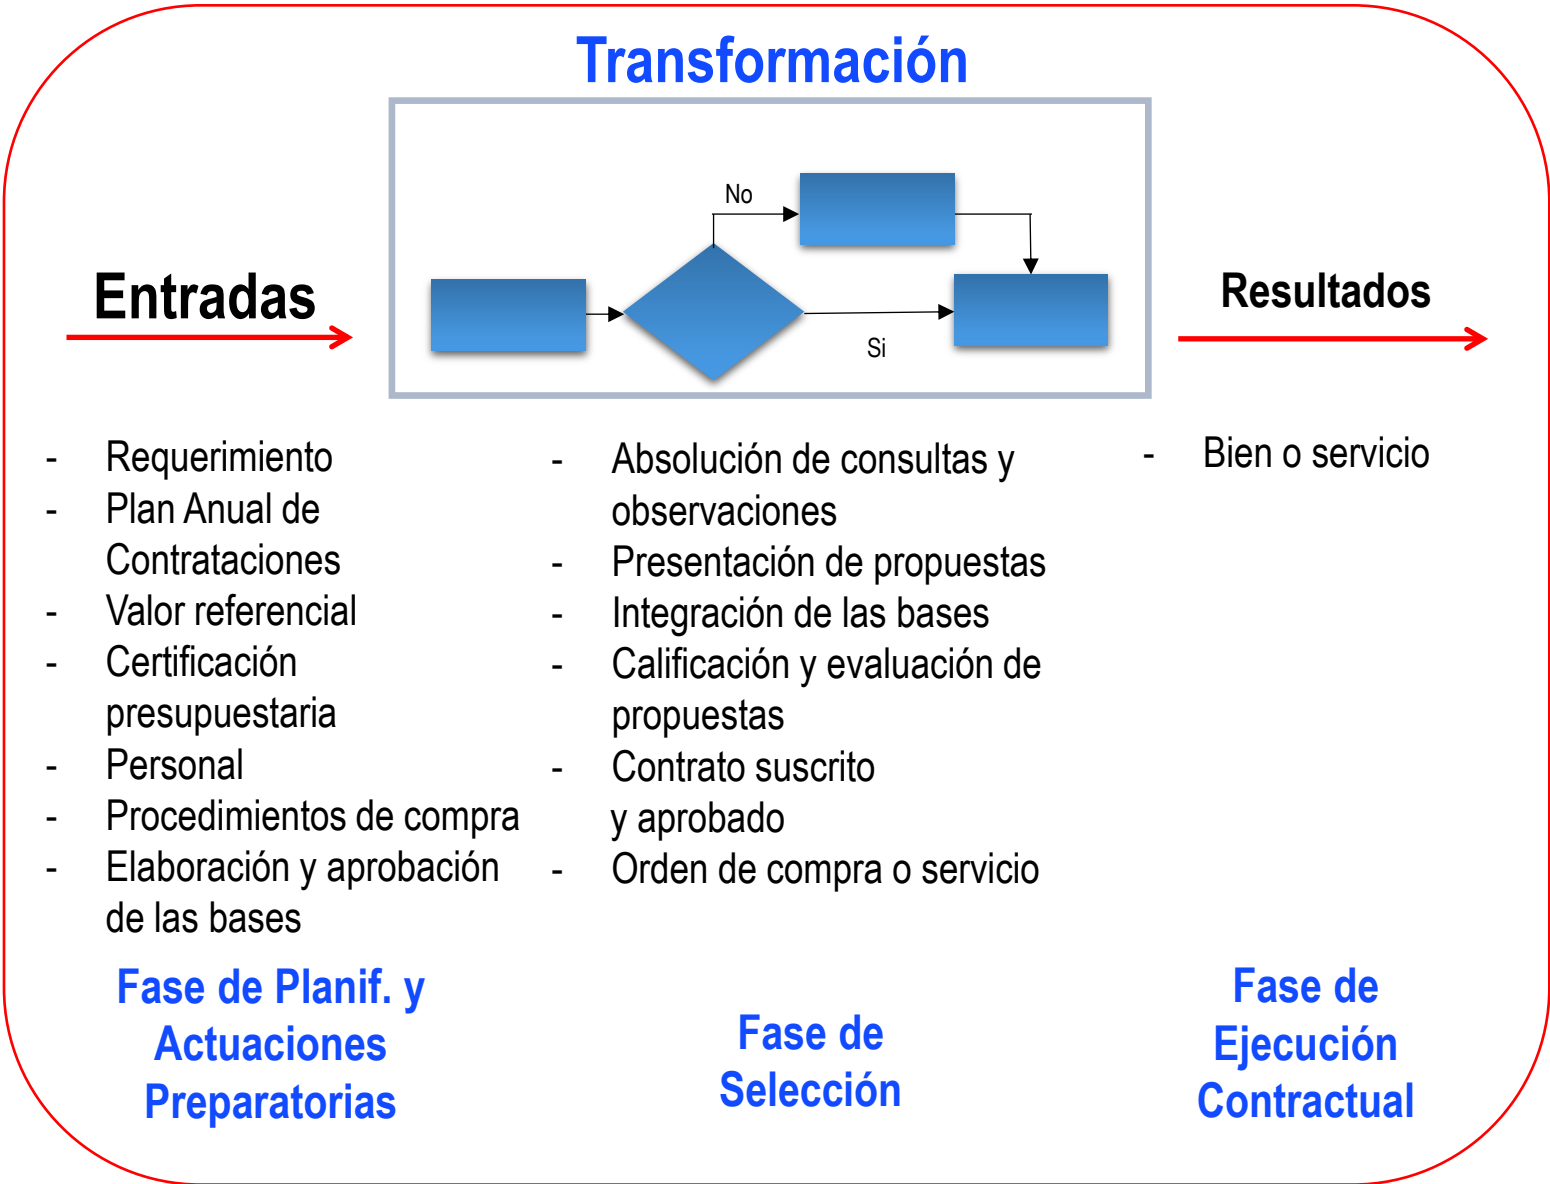 Transformación
No
Si
Entradas
Resultados
- Requerimiento
- Plan Anual de
Contrataciones
- Valor referencial
- Certificación
presupuestaria
- Personal
- Procedimientos de compra
- Elaboración y aprobación
de las bases
- Absolución de consultas y
observaciones
- Presentación de propuestas
- Integración de las bases
- Calificación y evaluación de
propuestas
- Contrato suscrito
y aprobado
- Orden de compra o servicio
- Bien o servicio
Fase de Planif. y
Actuaciones
Preparatorias
Fase de
Selección
Fase de
Ejecución
Contractual